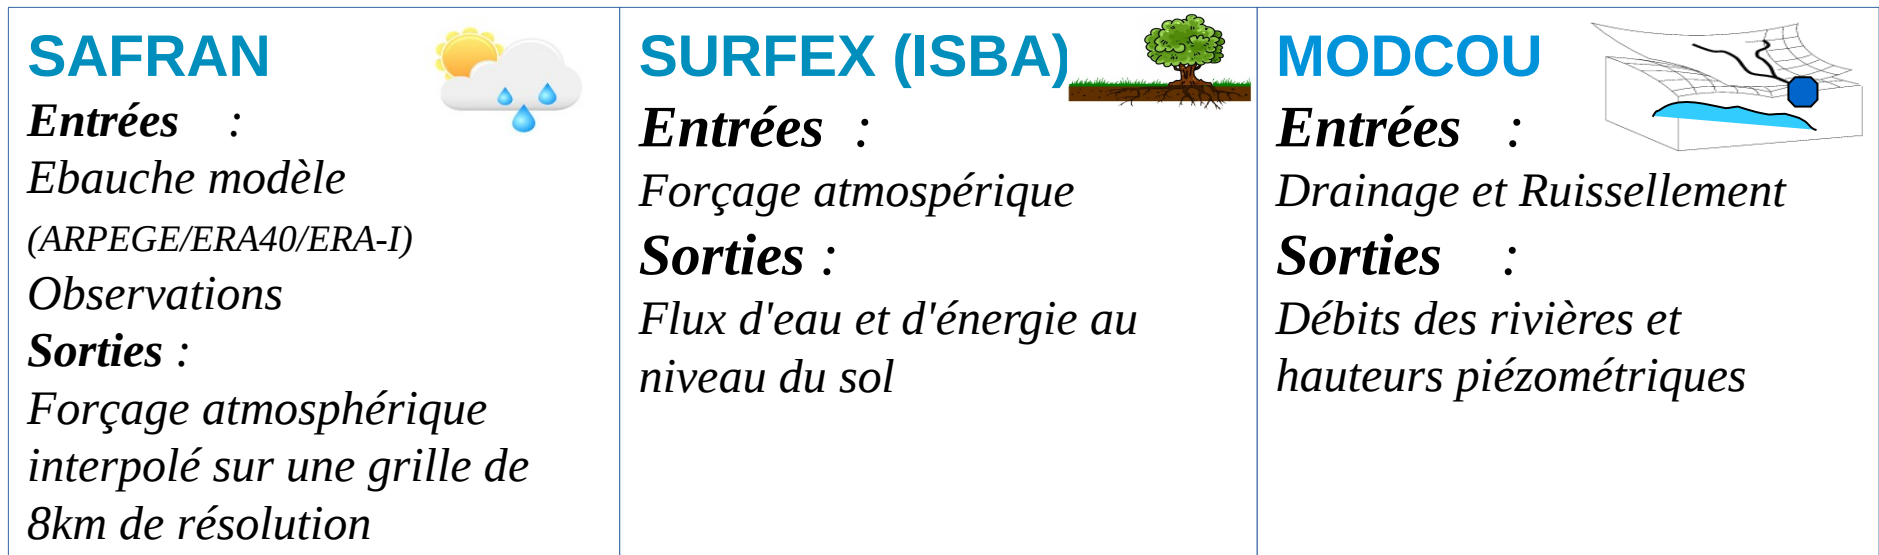 SAFRAN
Entrées :
Ebauche modèle
(ARPEGE/ERA40/ERA-I)
Observations
Sorties :
Forçage atmosphérique
interpolé sur une grille de
8km de résolution
SURFEX (ISBA)
Entrées :
Forçage atmospérique
Sorties :
Flux d'eau et d'énergie au
niveau du sol
MODCOU
Entrées :
Drainage et Ruissellement
Sorties :
Débits des rivières et
hauteurs piézométriques